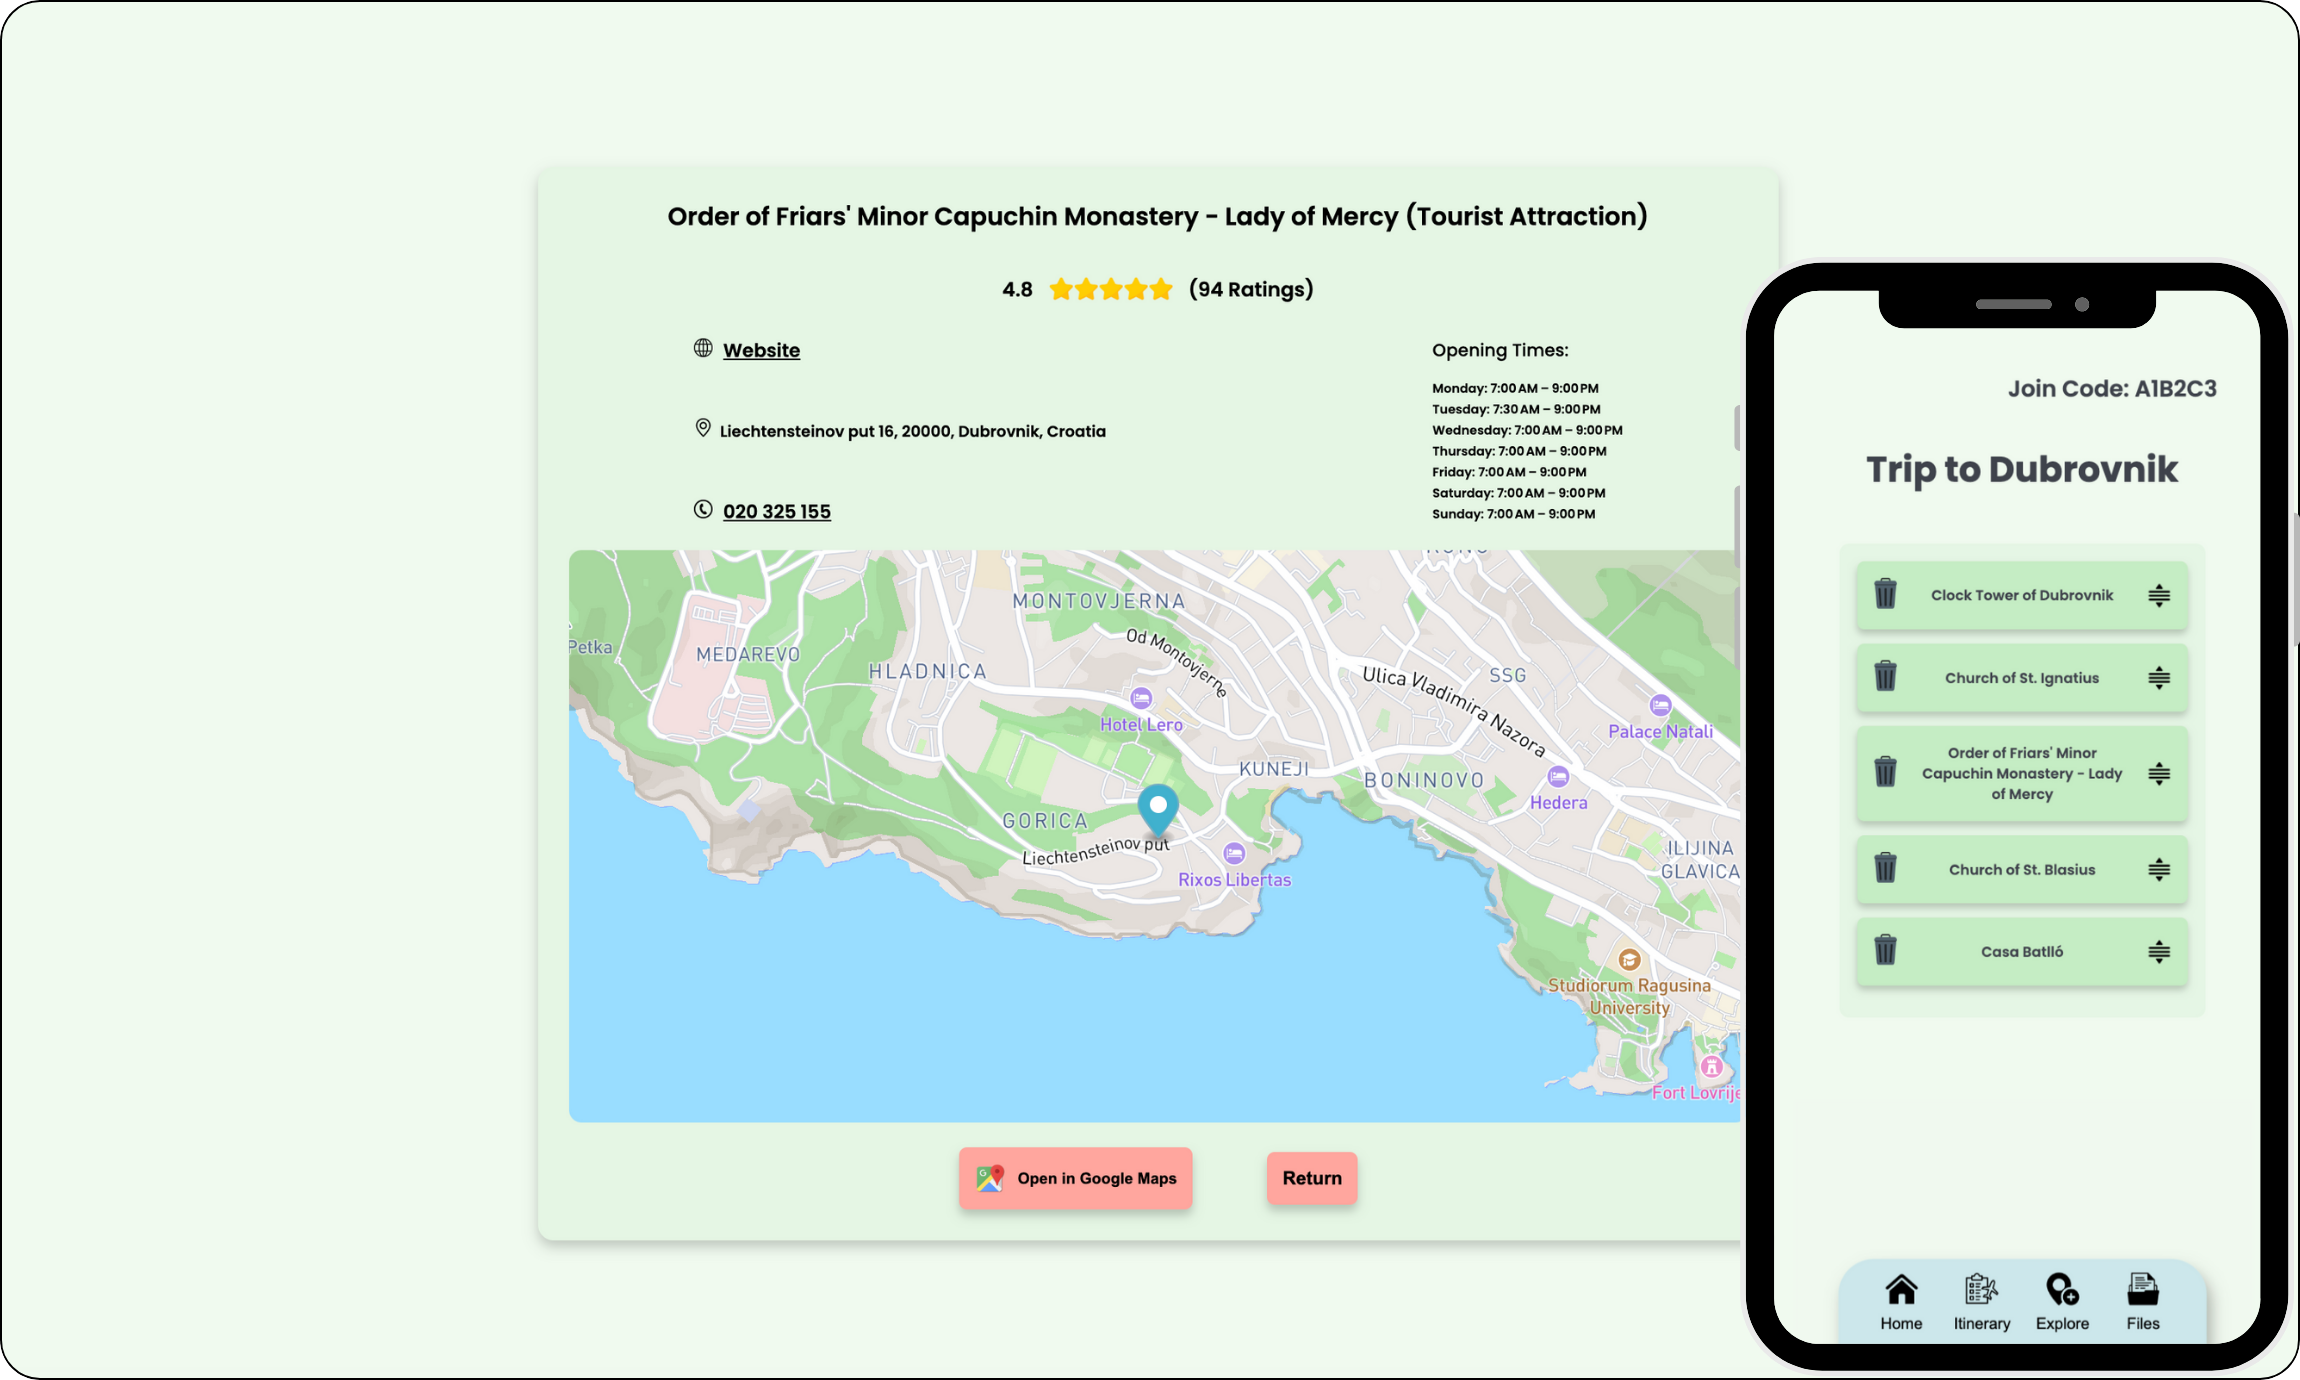 Order of Friars' Minor Capuchin Monastery - Lady of Mercy (Tourist Attraction)
4.8 (94 Ratings)
Website
Liechtensteinov put 16, 20000, Dubrovnik, Croatia
020 325 155
Opening Times:
Monday: 7:00 AM – 9:00 PM
Tuesday: 7:30 AM – 9:00 PM
Wednesday: 7:00 AM – 9:00 PM
Thursday: 7:00 AM – 9:00 PM
Friday: 7:00 AM – 9:00 PM
Saturday: 7:00 AM – 9:00 PM
Sunday: 7:00 AM – 9:00 PM
MONTOVJERNA
Od Montovjerne
Petka
MEDAREVO
HLADNICA
Ulica Vladimira Nazora
SSG
Hotel Lero
Palace Natali
KUNEJI
BONINOVO
Hedera
GORICA
Liechtensteinov put
Rixos Libertas
ILIJINA
GLAVICA
Studiorum Ragusina
University
Fort Lovrije
Open in Google Maps
Return
Join Code: A1B2C3
Trip to Dubrovnik
Clock Tower of Dubrovnik
Church of St. Ignatius
Order of Friars' Minor
Capuchin Monastery - Lady
of Mercy
Church of St. Blasius
Casa Batlló
Home
Itinerary
Explore
Files